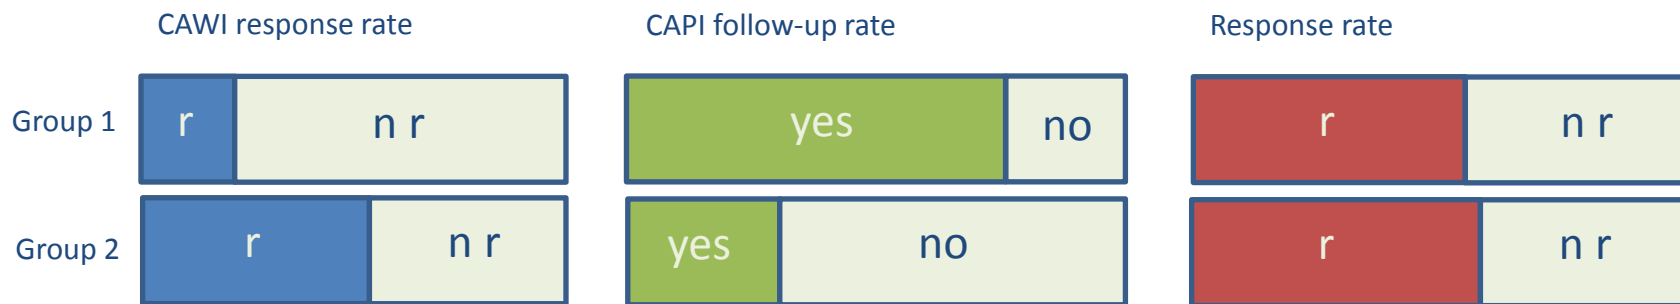 CAWI response rate CAPI follow-up rate Response rate
Group 1 r n r yes no r n r
Group 2 r n r yes no r n r